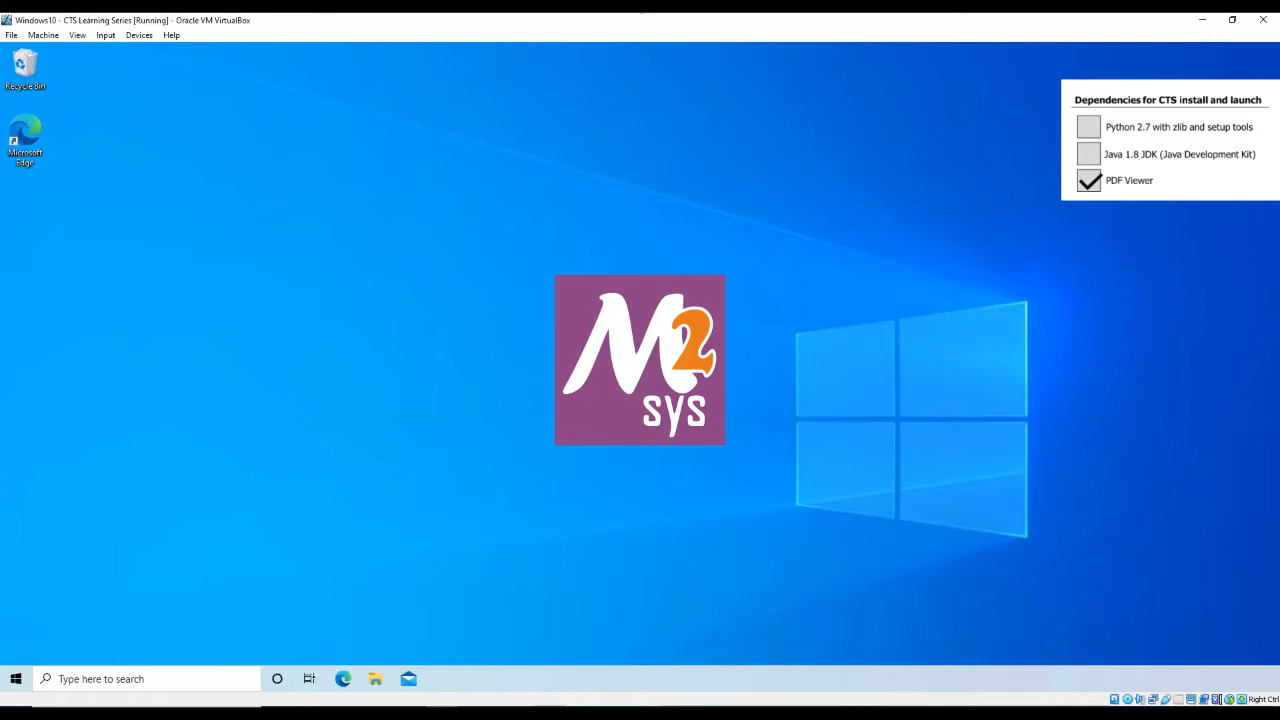 Windows10 - CTS Learning Series [Running] - Oracle VM VirtualBox
File Machine View Input Devices Help
Recycle Bin
Microsoft
Edge
Dependencies for CTS install and launch
Python 2.7 with zlib and setup tools
Java 1.8 JDK (Java Development Kit)
PDF Viewer
M2
sys
Type here to search
Right Ctrl